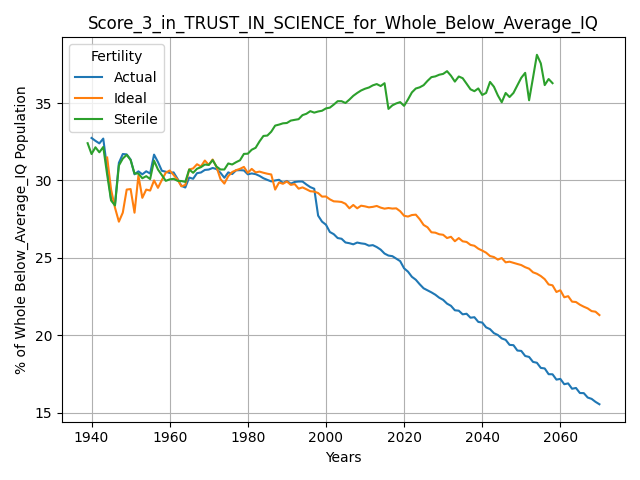 Score_3_in_TRUST_IN_SCIENCE_for_Whole_Below_Average_IQ
% of Whole Below_Average_IQ Population
Fertility
Actual
Ideal
Sterile
35
30
25
20
15
1940 1960 1980 2000 2020 2040 2060
Years